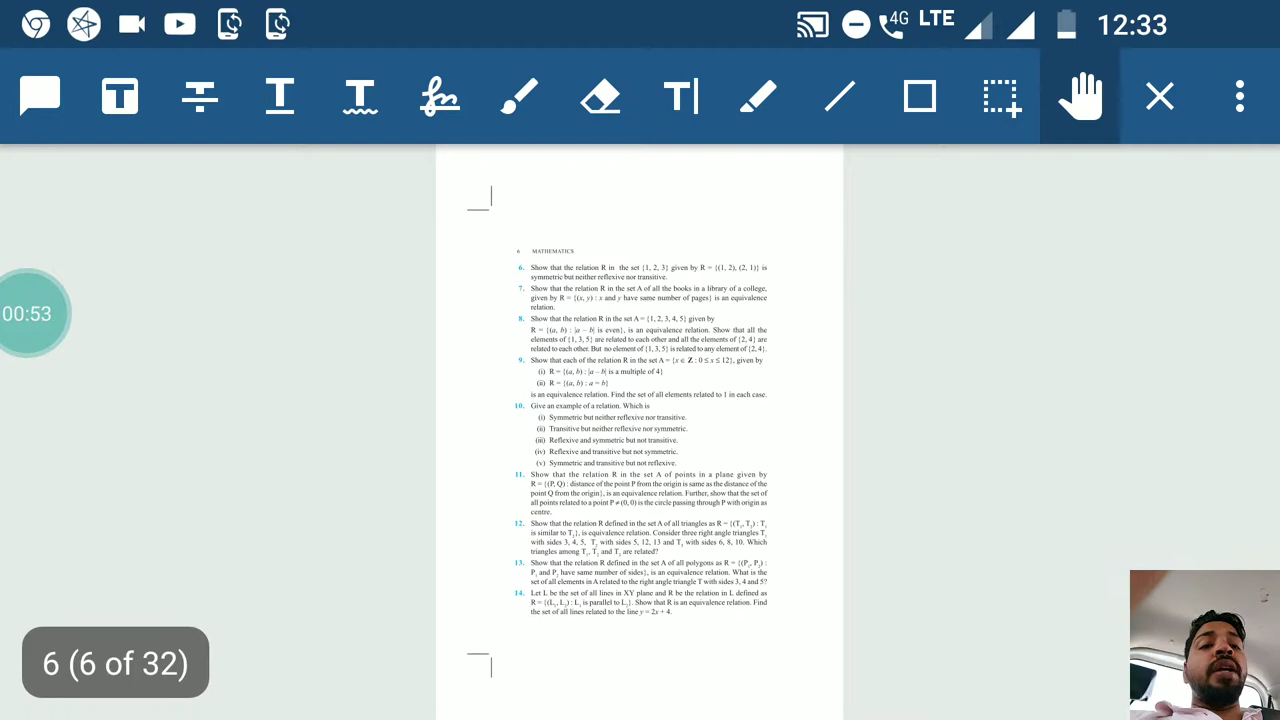 4G LTE 12:33
T T T T
00:53
6 MATHEMATICS
6. Show that the relation R in the set {1, 2, 3} given by R = {(1, 2), (2, 1)} is
symmetric but neither reflexive nor transitive.
7. Show that the relation R in the set A of all the books in a library of a college,
given by R = {(x, y) : x and y have same number of pages} is an equivalence
relation.
8. Show that the relation R in the set A = {1, 2, 3, 4, 5} given by
R = {(a, b) : |a – b| is even}, is an equivalence relation. Show that all the
elements of {1, 3, 5} are related to each other and all the elements of {2, 4} are
related to each other. But no element of {1, 3, 5} is related to any element of {2, 4}.
9. Show that each of the relation R in the set A = {x ∈ Z : 0 ≤ x ≤ 12}, given by
(i) R = {(a, b) : |a – b| is a multiple of 4}
(ii) R = {(a, b) : a = b}
is an equivalence relation. Find the set of all elements related to 1 in each case.
10. Give an example of a relation. Which is
(i) Symmetric but neither reflexive nor transitive.
(ii) Transitive but neither reflexive nor symmetric.
(iii) Reflexive and symmetric but not transitive.
(iv) Reflexive and transitive but not symmetric.
(v) Symmetric and transitive but not reflexive.
11. Show that the relation R in the set A of points in a plane given by
R = {(P, Q) : distance of the point P from the origin is same as the distance of the
point Q from the origin}, is an equivalence relation. Further, show that the set of
all points related to a point P ≠ (0, 0) is the circle passing through P with origin as
centre.
12. Show that the relation R defined in the set A of all triangles as R = {(T₁, T₂) : T₁
is similar to T₂}, is equivalence relation. Consider three right angle triangles T₁
with sides 3, 4, 5, T₂ with sides 5, 12, 13 and T₃ with sides 6, 8, 10. Which
triangles among T₁, T₂ and T₃ are related?
13. Show that the relation R defined in the set A of all polygons as R = {(P₁, P₂) :
P₁ and P₂ have same number of sides}, is an equivalence relation. What is the
set of all elements in A related to the right angle triangle T with sides 3, 4 and 5?
14. Let L be the set of all lines in XY plane and R be the relation in L defined as
R = {(L₁, L₂) : L₁ is parallel to L₂}. Show that R is an equivalence relation. Find
the set of all lines related to the line y = 2x + 4.
6 (6 of 32)